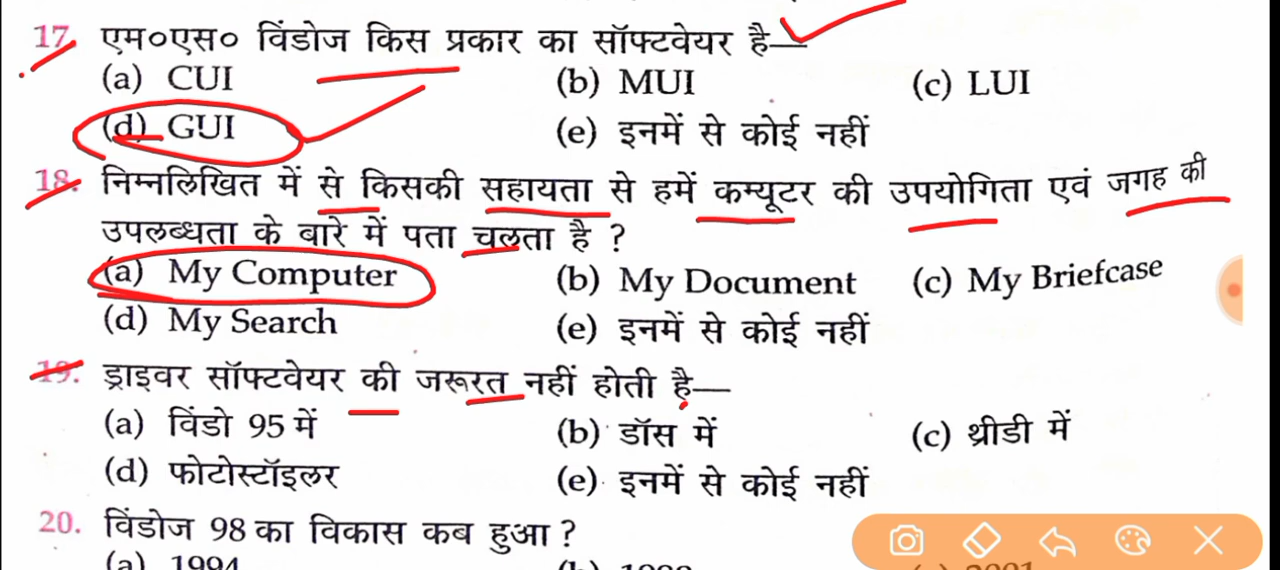 17. एम०एस० विंडोज किस प्रकार का सॉफ्टवेयर है—
(a) CUI (b) MUI (c) LUI
(d) GUI (e) इनमें से कोई नहीं
18. निम्नलिखित में से किसकी सहायता से हमें कम्यूटर की उपयोगिता एवं जगह की
उपलब्धता के बारे में पता चलता है ?
(a) My Computer (b) My Document (c) My Briefcase
(d) My Search (e) इनमें से कोई नहीं
19. ड्राइवर सॉफ्टवेयर की जरूरत नहीं होती है—
(a) विंडो 95 में (b) डॉस में (c) थ्रीडी में
(d) फोटोस्टॉइलर (e) इनमें से कोई नहीं
20. विंडोज 98 का विकास कब हुआ ?
(a) 1994